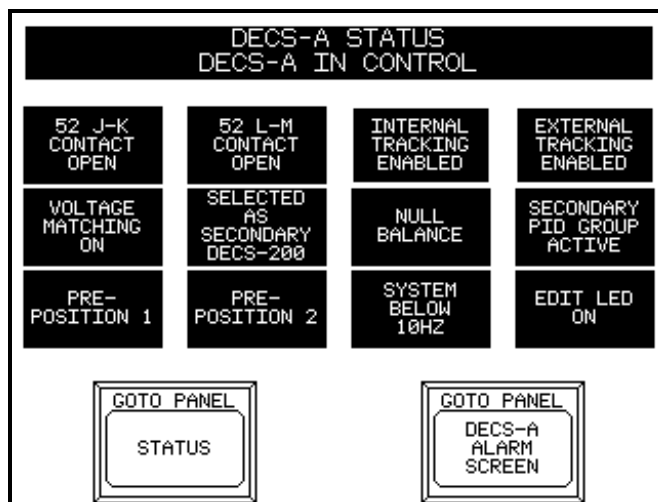 DECS-A STATUS
DECS-A IN CONTROL
52 J-K
CONTACT
OPEN
52 L-M
CONTACT
OPEN
INTERNAL
TRACKING
ENABLED
EXTERNAL
TRACKING
ENABLED
VOLTAGE
MATCHING
ON
SELECTED
AS
SECONDARY
DECS-200
NULL
BALANCE
SECONDARY
PID GROUP
ACTIVE
PRE-
POSITION 1
PRE-
POSITION 2
SYSTEM
BELOW
10HZ
EDIT LED
ON
GOTO PANEL
STATUS
GOTO PANEL
DECS-A
ALARM
SCREEN